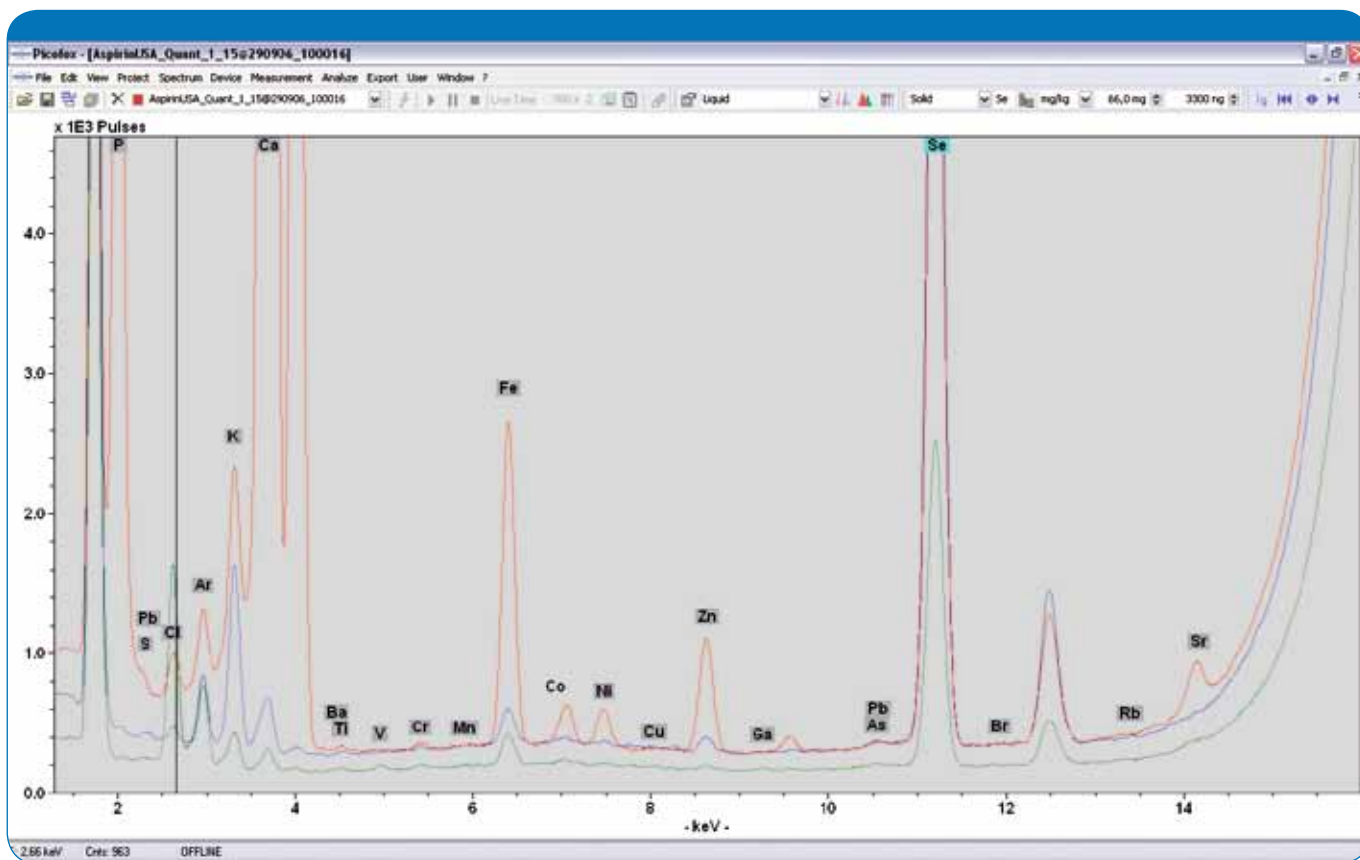 Picofox - [AspirinUSA_Quant_1_15@290906_100016]
File Edit View Probect Spectrum Device Measurement Analyze Export User Window ?
AspirinUSA_Quant_1_15@290906_100016 Liquid Solid Se mg/kg 66,0 mg 3300 ng
x 1E3 Pulses
P Ca Se
4.0
3.0
Fe
K
2.0
Ar
Pb Zn
S Cl
1.0 Sr
Co Ni
Ba Pb
Ti V Cr Mn Cu Ga As Br Rb
0.0
2 4 6 8 10 12 14
- keV -
2.66 keV Cnts: 963 OFFLINE